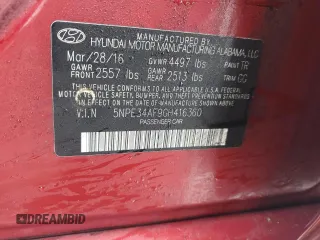 MANUFACTURED BY
HYUNDAI MOTOR MANUFACTURING ALABAMA, LLC
Mar/28/16 GVWR 4497 lbs PAINT TR
GAWR FRONT 2557 lbs GAWR REAR 2513 lbs TRIM
THIS VEHICLE CONFORMS TO ALL APPLICABLE U.S. FEDERAL
MOTOR VEHICLE SAFETY, BUMPER, AND THEFT PREVENTION
STANDARDS IN EFFECT ON THE DATE OF MANUFACTURE SHOWN ABOVE.
V.I.N 5NPE34AF9GH416360
PASSENGER CAR
© COPYRIGHT
BIDHISTORY